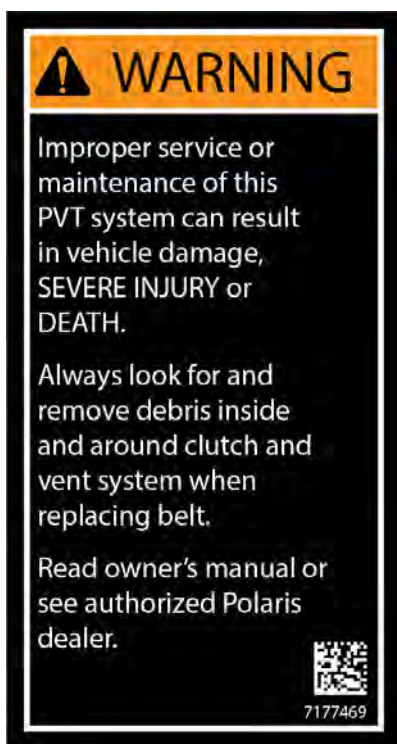 WARNING
Improper service or
maintenance of this
PVT system can result
in vehicle damage,
SEVERE INJURY or
DEATH.
Always look for and
remove debris inside
and around clutch and
vent system when
replacing belt.
Read owner's manual or
see authorized Polaris
dealer.
7177469